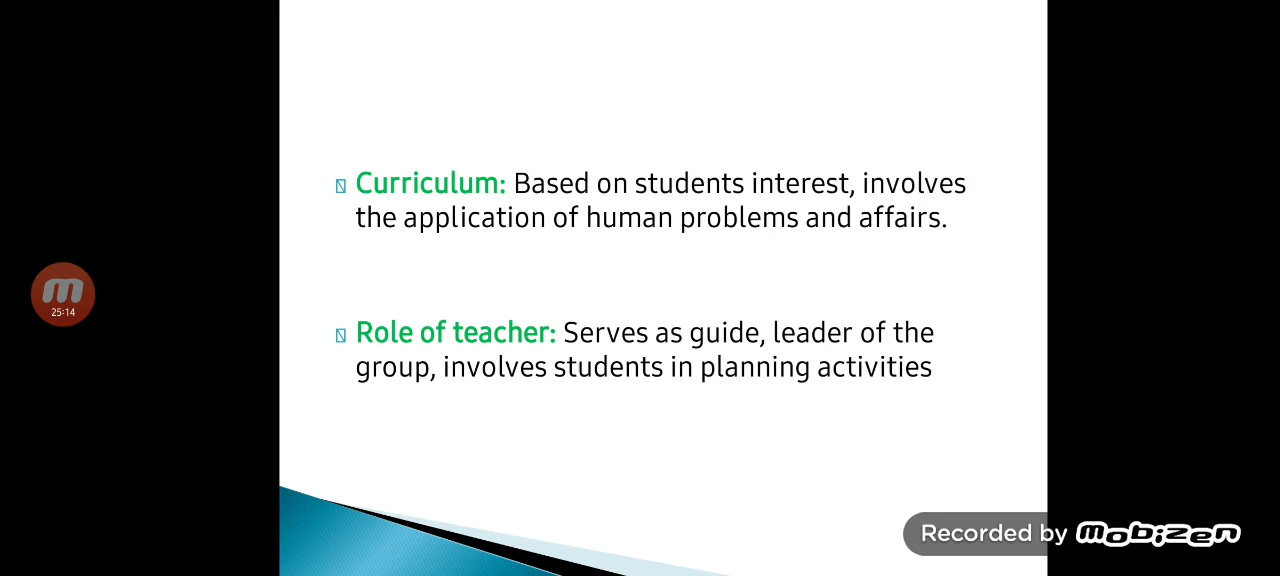 Curriculum: Based on students interest, involves
the application of human problems and affairs.
Role of teacher: Serves as guide, leader of the
group, involves students in planning activities
25:14
Recorded by mobizen